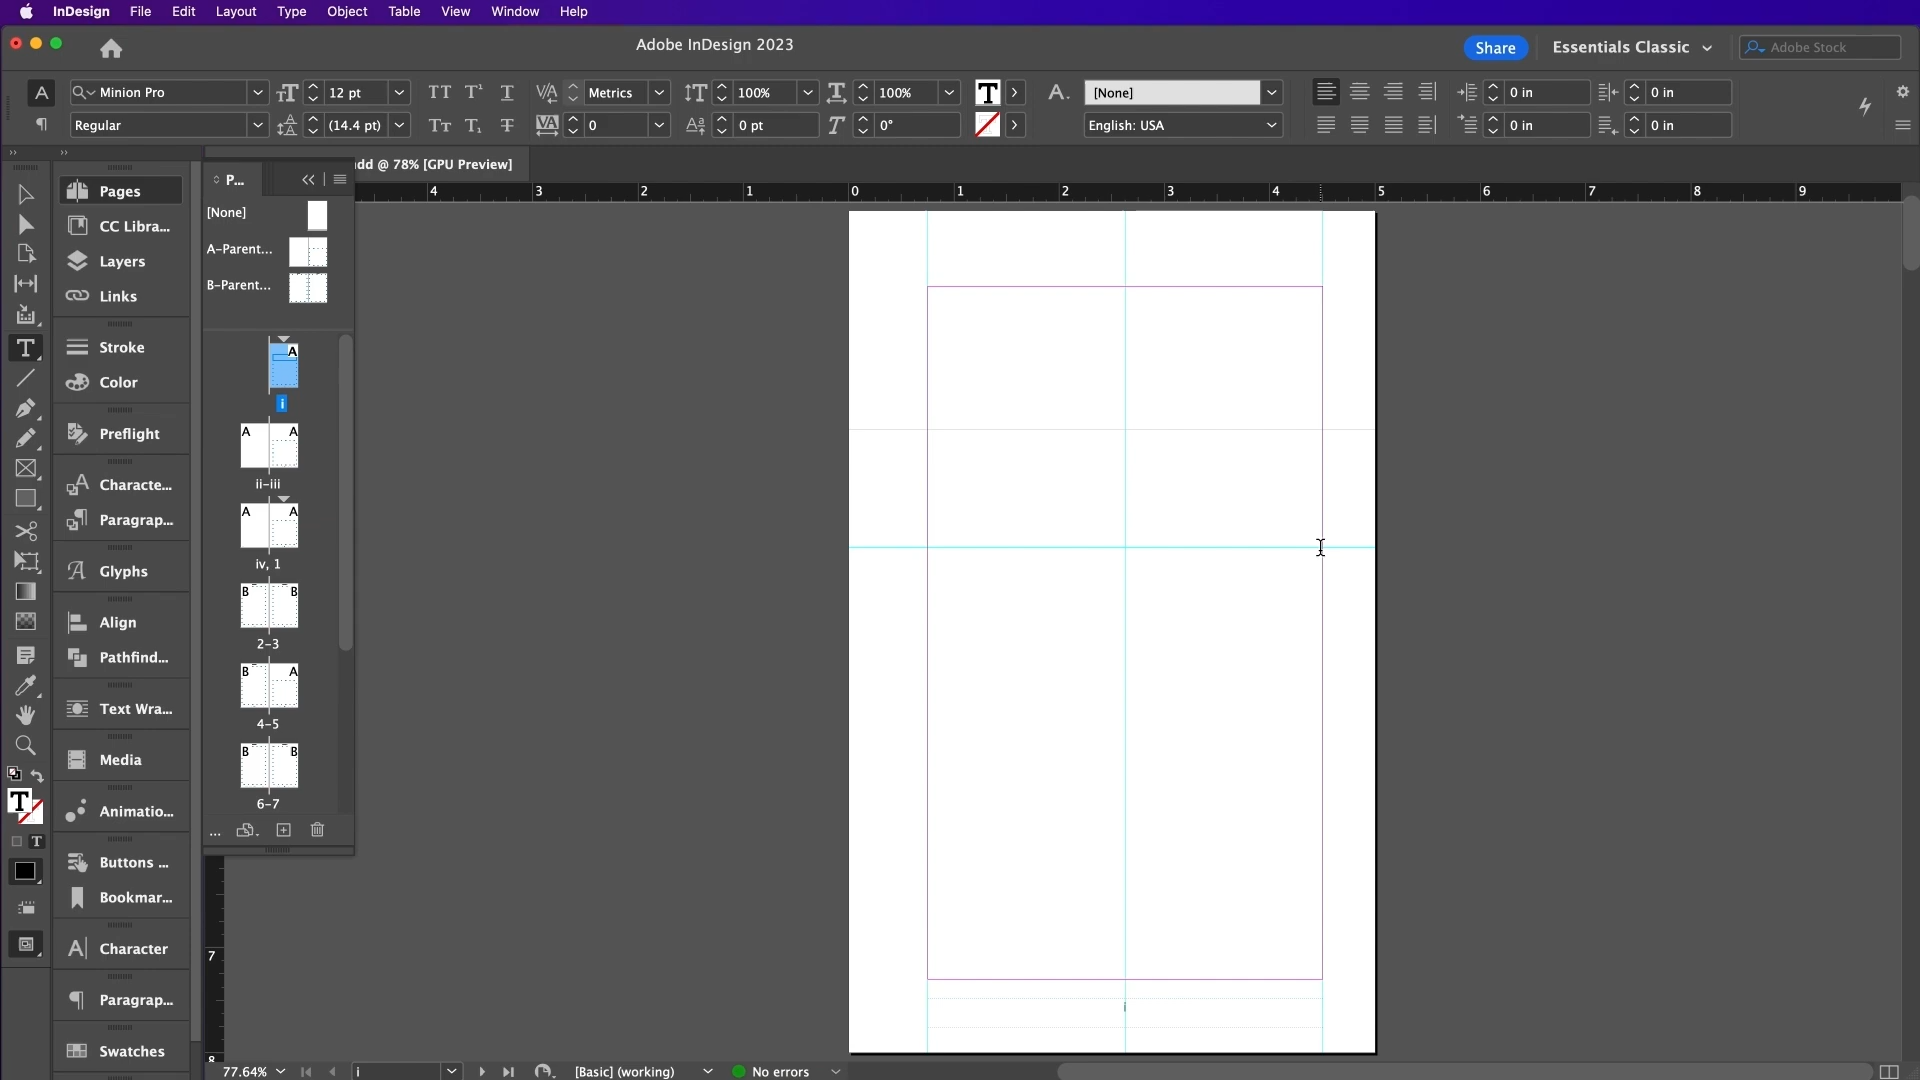 InDesign File Edit Layout Type Object Table View Window Help
Adobe InDesign 2023
Share Essentials Classic Adobe Stock
Minion Pro 12 pt Metrics 100% 100% [None] 0 in 0 in
Regular (14.4 pt) 0 0 pt 0° English: USA 0 in 0 in
dd @ 78% [GPU Preview]
P...
4 3 2 1 0 1 2 3 4 5 6 7 8 9
Pages
CC Libra...
Layers
Links
Stroke
Color
Preflight
Characte...
Paragrap...
Glyphs
Align
Pathfind...
Text Wra...
Media
Animatio...
Buttons ...
Bookmar...
Character
Paragrap...
Swatches
[None]
A-Parent...
B-Parent...
A
i
A A
ii-iii
A A
iv, 1
B B
2-3
B A
4-5
B B
6-7
...
7
8
i
77.64% i [Basic] (working) No errors